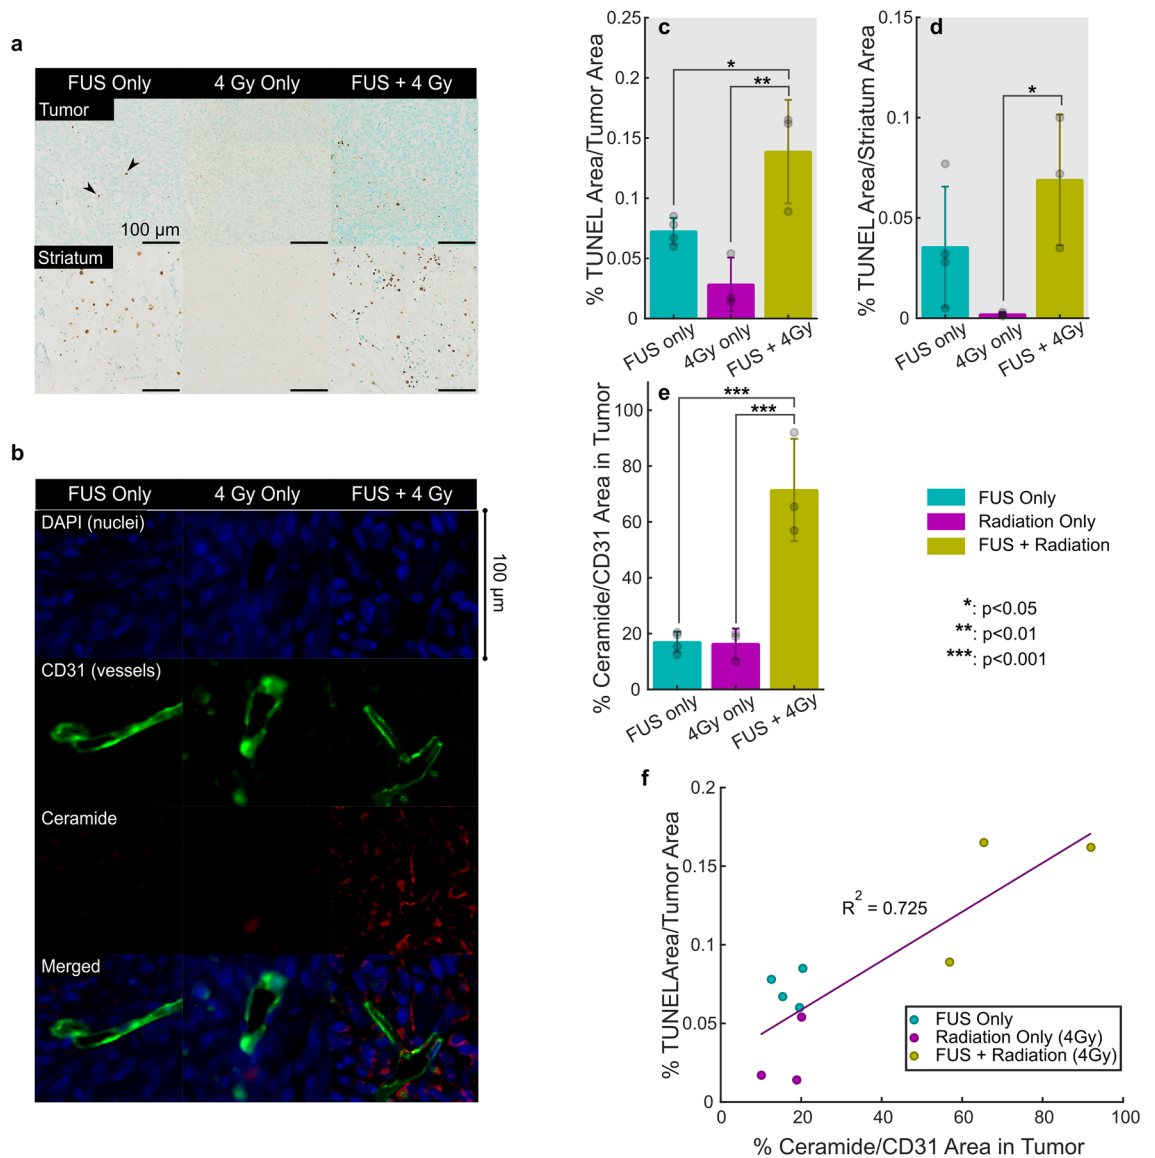 a
FUS Only 4 Gy Only FUS + 4 Gy
Tumor
100 µm
Striatum
b
FUS Only 4 Gy Only FUS + 4 Gy
DAPI (nuclei)
100 µm
CD31 (vessels)
Ceramide
Merged
c
% TUNEL Area/Tumor Area
0.25
0.2
0.15
0.1
0.05
0
*
**
FUS only 4Gy only FUS + 4Gy
d
% TUNEL Area/Striatum Area
0.15
0.1
0.05
0
*
FUS only 4Gy only FUS + 4Gy
e
% Ceramide/CD31 Area in Tumor
100
80
60
40
20
0
***
***
FUS only 4Gy only FUS + 4Gy
FUS Only
Radiation Only
FUS + Radiation
*: p<0.05
**: p<0.01
***: p<0.001
f
% TUNELArea/Tumor Area
0.2
0.15
0.1
0.05
0
R2 = 0.725
FUS Only
Radiation Only (4Gy)
FUS + Radiation (4Gy)
0 20 40 60 80 100
% Ceramide/CD31 Area in Tumor